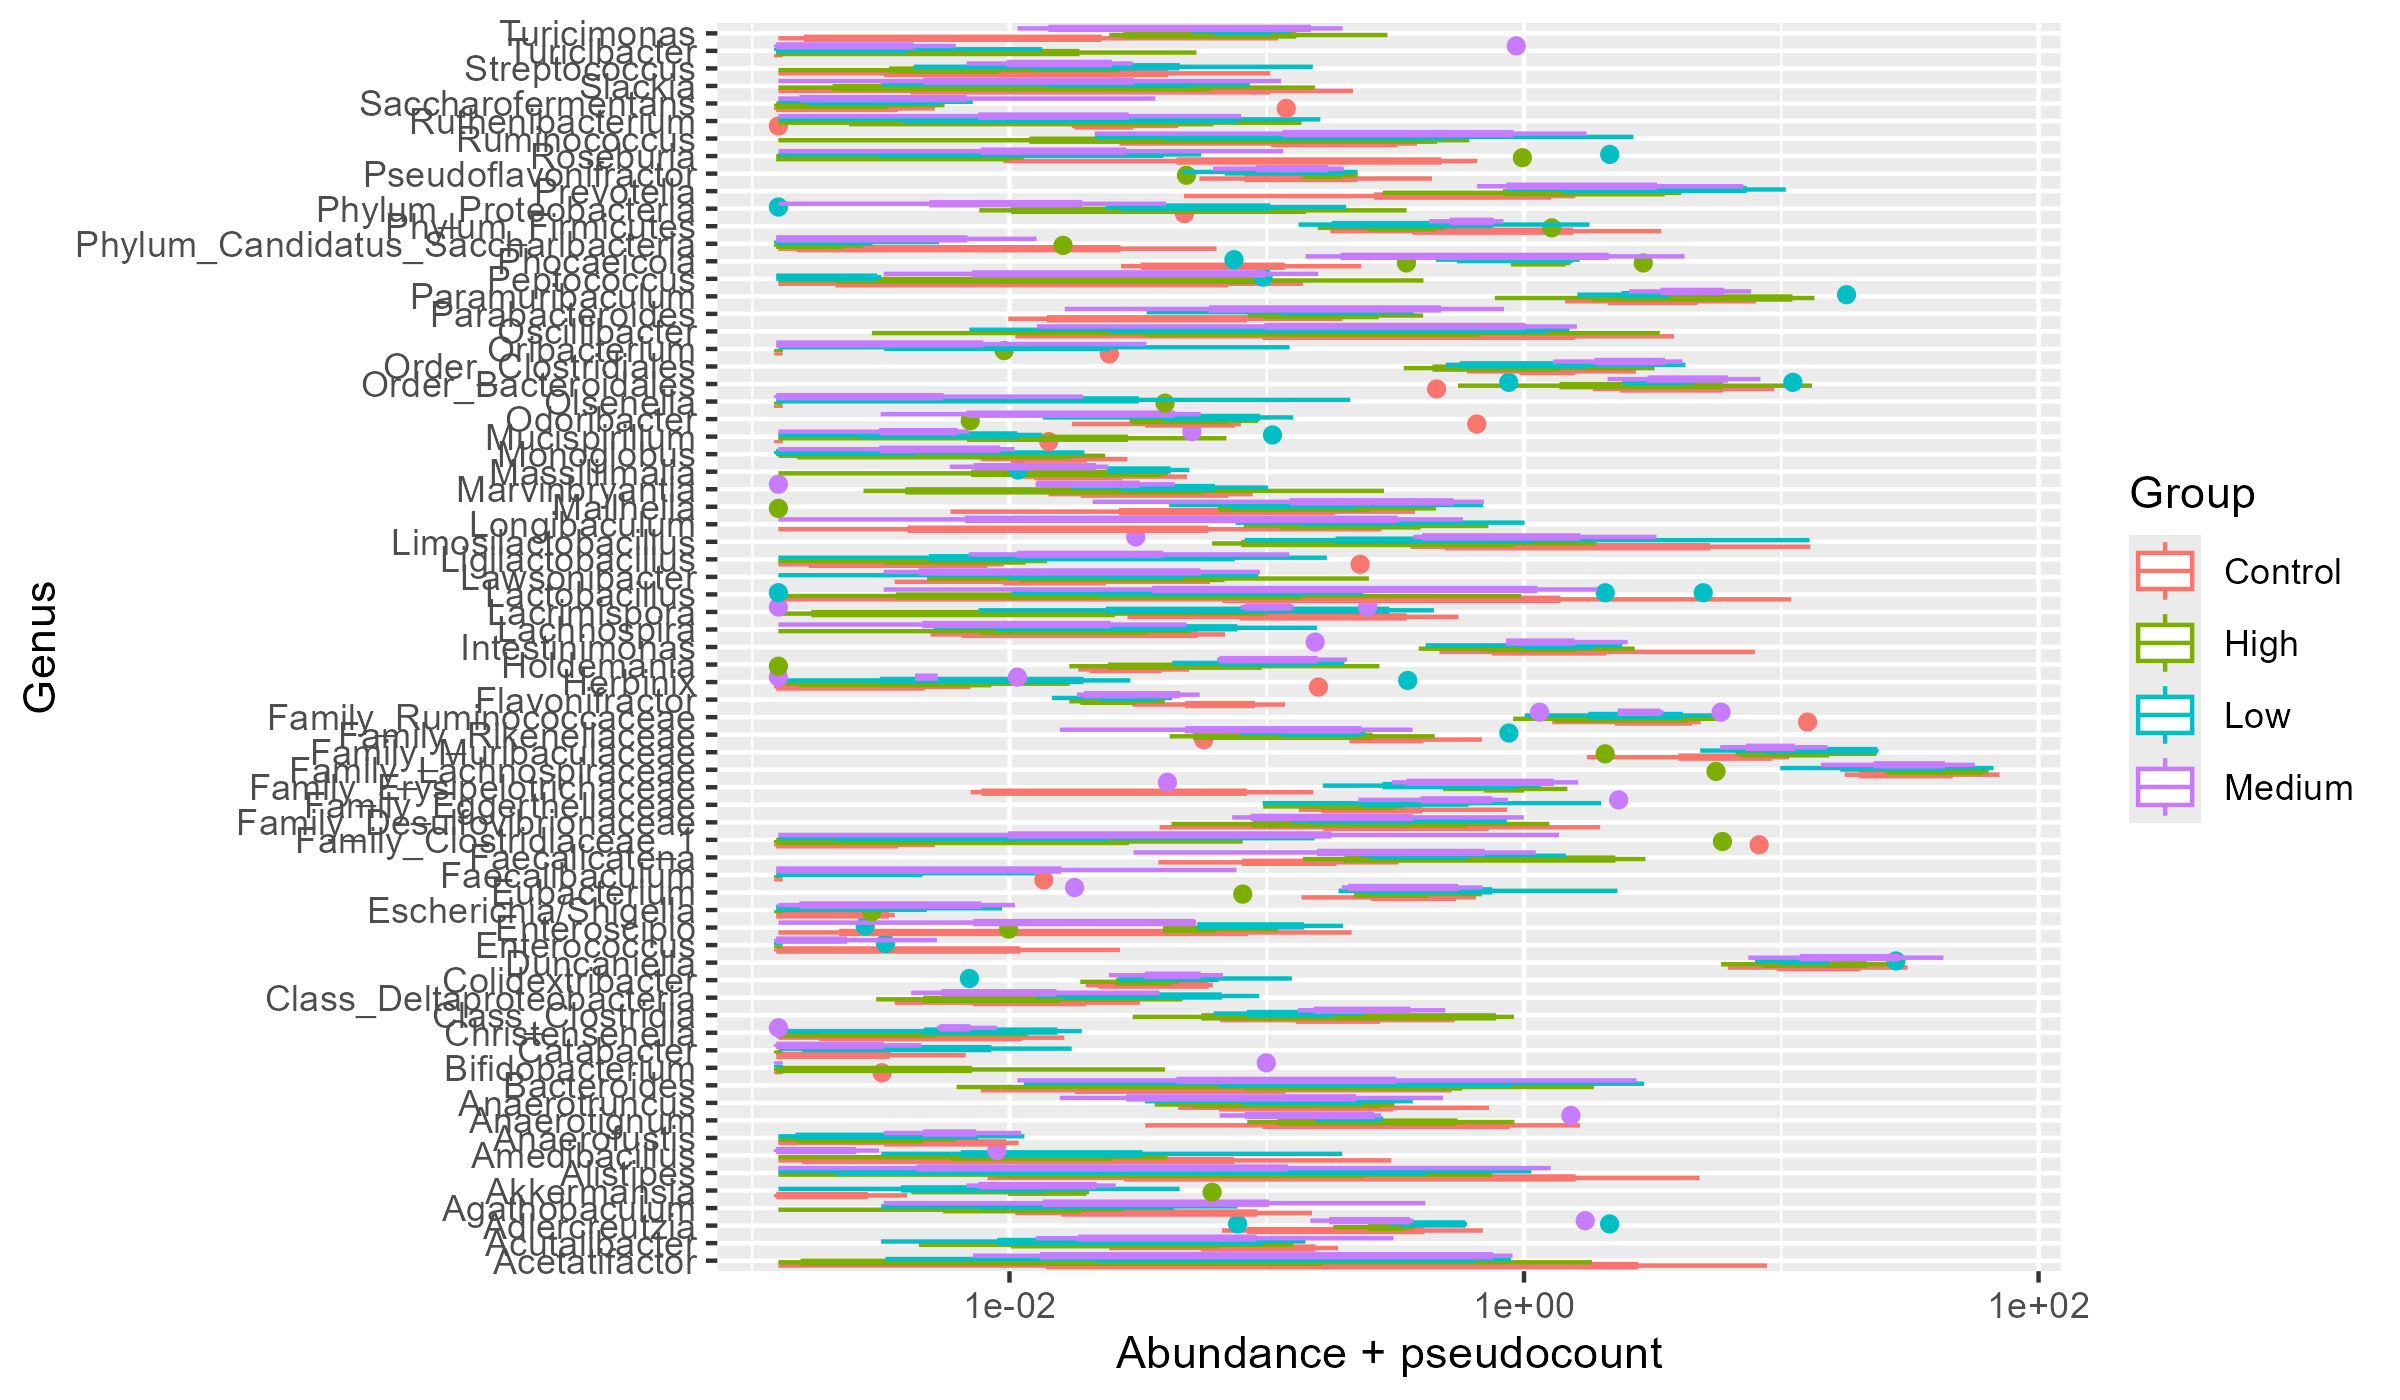 Turicimonas
Turicibacter
Streptococcus
Slackia
Saccharofermentans
Ruthenibacterium
Ruminococcus
Roseburia
Pseudoflavonifractor
Prevotella
Phylum_Proteobacteria
Phylum_Firmicutes
Phylum_Candidatus_Saccharibacteria
Phocaeicola
Peptococcus
Paramuribaculum
Parabacteroides
Oscillibacter
Oribacterium
Order_Clostridiales
Order_Bacteroidales
Olsenella
Odoribacter
Mucispirillum
Monoglobus
Massilimalia
Marvinbryantia
Mailhella
Longibaculum
Limosilactobacillus
Ligilactobacillus
Lawsonibacter
Lactobacillus
Lacrimispora
Lachnospira
Intestinimonas
Holdemania
Herbinix
Flavonifractor
Family_Ruminococcaceae
Family_Rikenellaceae
Family_Muribaculaceae
Family_Lachnospiraceae
Family_Erysipelotrichaceae
Family_Eggerthellaceae
Family_Desulfovibrionaceae
Family_Clostridiaceae_1
Faecalicatena
Faecalibaculum
Eubacterium
Escherichia/Shigella
Enteroscipio
Enterococcus
Duncaniella
Colidextribacter
Class_Deltaproteobacteria
Class_Clostridia
Christensenella
Catabacter
Bifidobacterium
Bacteroides
Anaerotruncus
Anaerotignum
Anaerofustis
Amedibacillus
Alistipes
Akkermansia
Agathobaculum
Adlercreutzia
Acutalibacter
Acetatifactor
Genus
1e-02 1e+00 1e+02
Abundance + pseudocount
Group
Control
High
Low
Medium